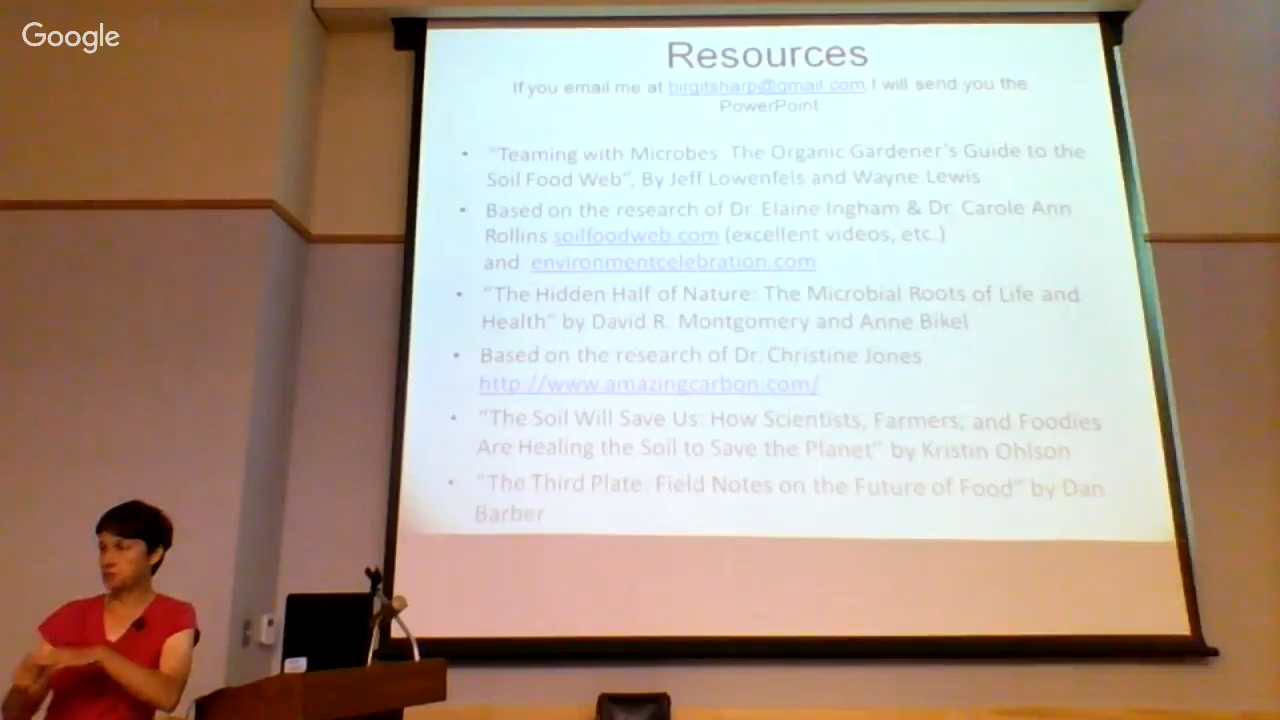 Google
Resources
If you email me at birgitsharp@gmail.com I will send you the
PowerPoint
• "Teaming with Microbes: The Organic Gardener's Guide to the
Soil Food Web", By Jeff Lowenfels and Wayne Lewis
• Based on the research of Dr. Elaine Ingham & Dr. Carole Ann
Rollins soilfoodweb.com (excellent videos, etc.)
and environmentcelebration.com
• "The Hidden Half of Nature: The Microbial Roots of Life and
Health" by David R. Montgomery and Anne Bikel
• Based on the research of Dr. Christine Jones
http://www.amazingcarbon.com/
• "The Soil Will Save Us: How Scientists, Farmers, and Foodies
Are Healing the Soil to Save the Planet" by Kristin Ohlson
• "The Third Plate: Field Notes on the Future of Food" by Dan
Barber